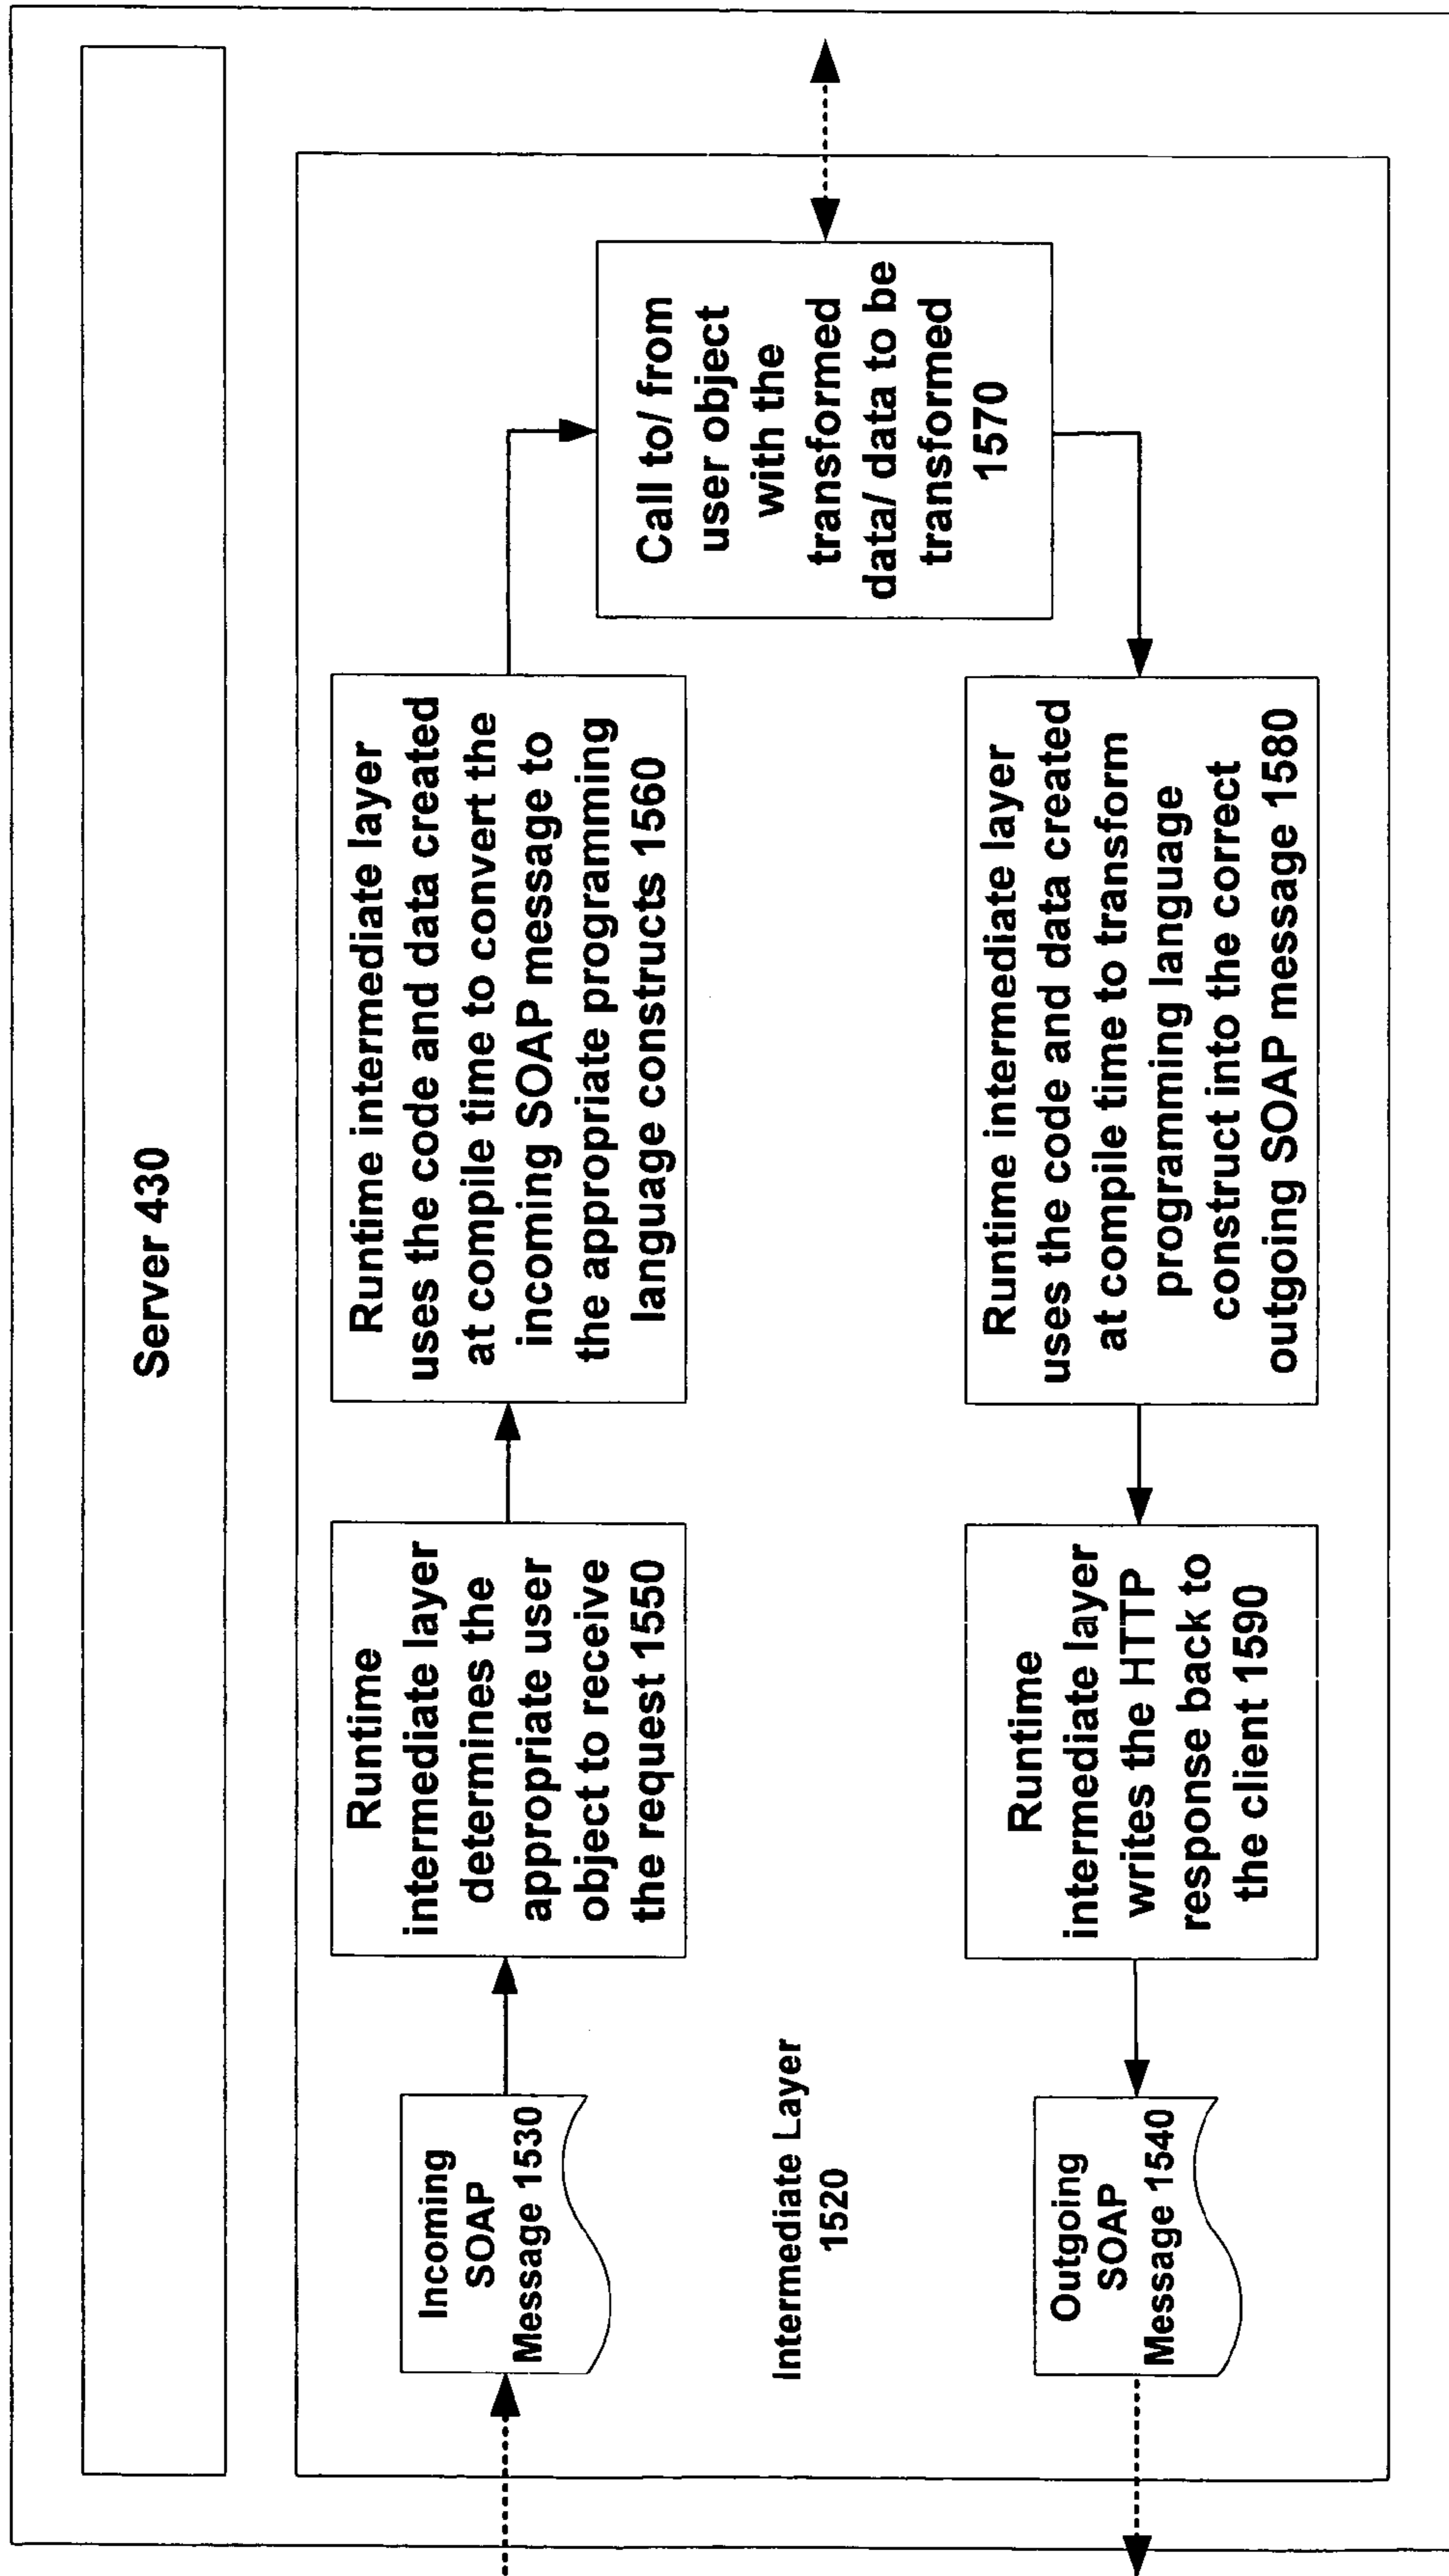 Server 430
Incoming
SOAP
Message 1530
Runtime
intermediate layer
determines the
appropriate user
object to receive
the request 1550
Runtime intermediate layer
uses the code and data created
at compile time to convert the
incoming SOAP message to
the appropriate programming
language constructs 1560
Call to/ from
user object
with the
transformed
data/ data to be
transformed
1570
Intermediate Layer
1520
Outgoing
SOAP
Message 1540
Runtime
intermediate layer
writes the HTTP
response back to
the client 1590
Runtime intermediate layer
uses the code and data created
at compile time to transform
programming language
construct into the correct
outgoing SOAP message 1580